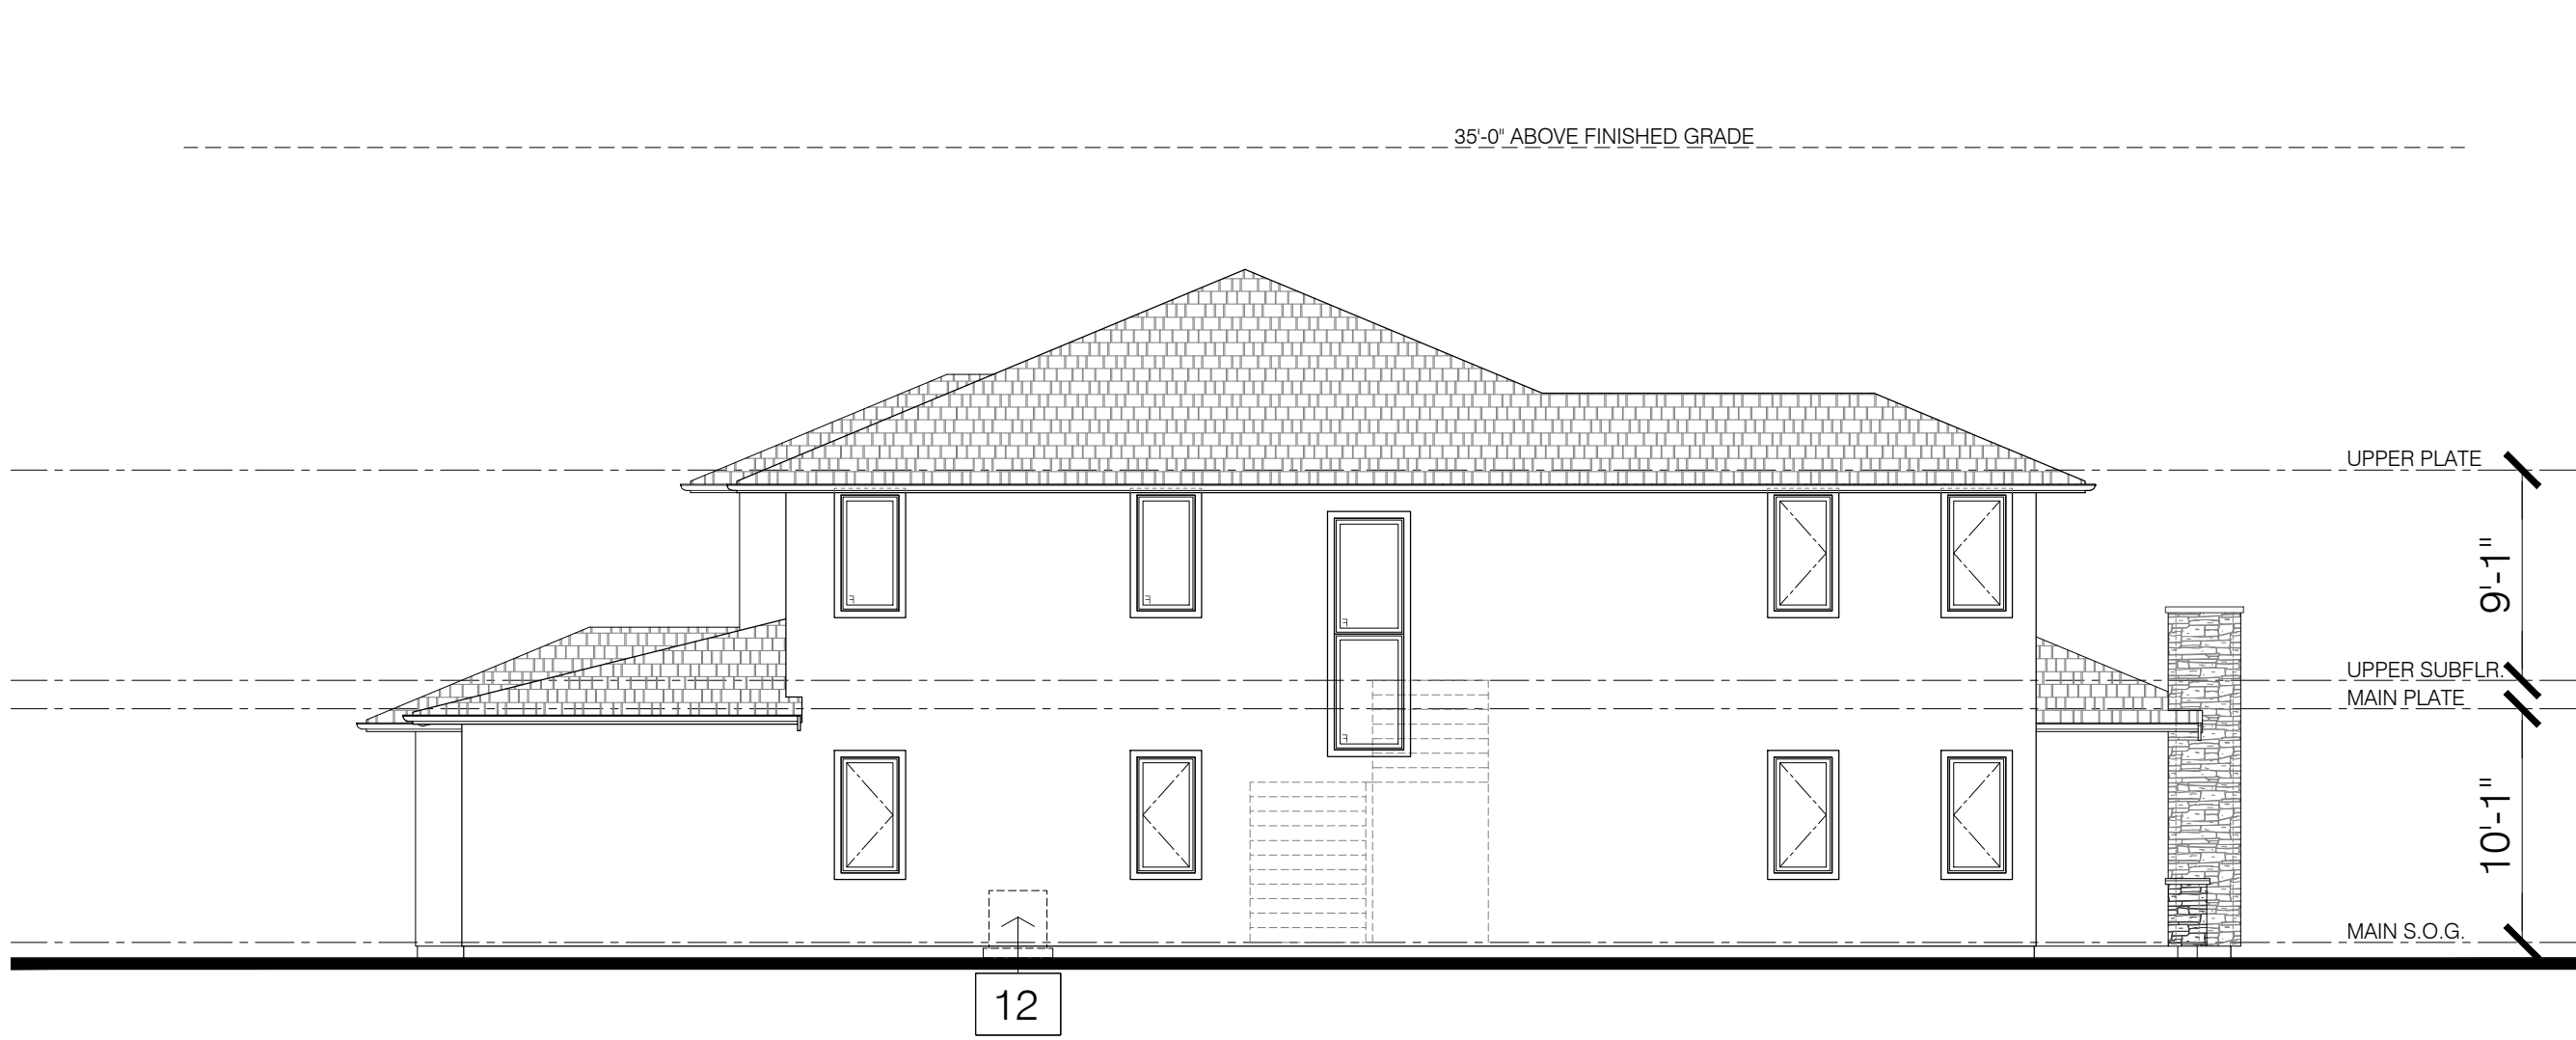 35'-0" ABOVE FINISHED GRADE
UPPER PLATE
9'-1"
UPPER SUBFLR.
MAIN PLATE
10'-1"
MAIN S.O.G.
12
F
F
F
F